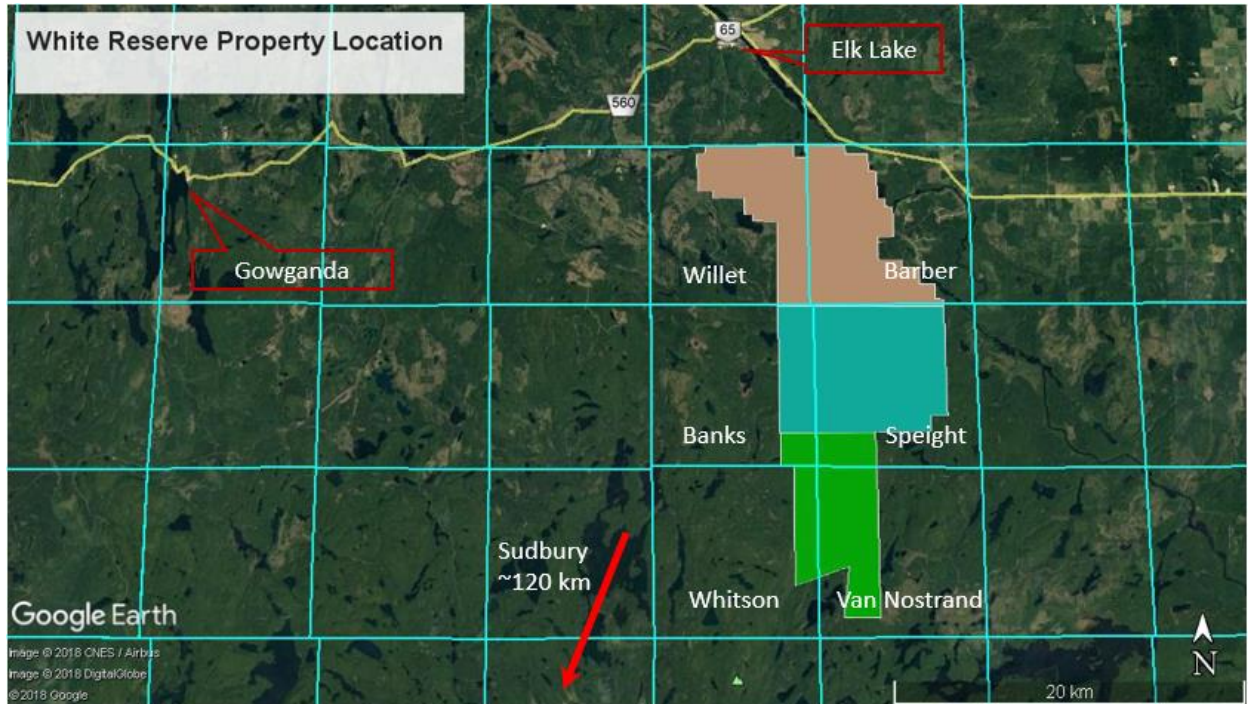 White Reserve Property Location
65
Elk Lake
560
Gowganda
Willet
Barber
Banks
Speight
Sudbury
~120 km
Whitson
Van Nostrand
Google Earth
Image © 2018 CNES / Airbus
Image © 2018 DigitalGlobe
© 2018 Google
N
20 km